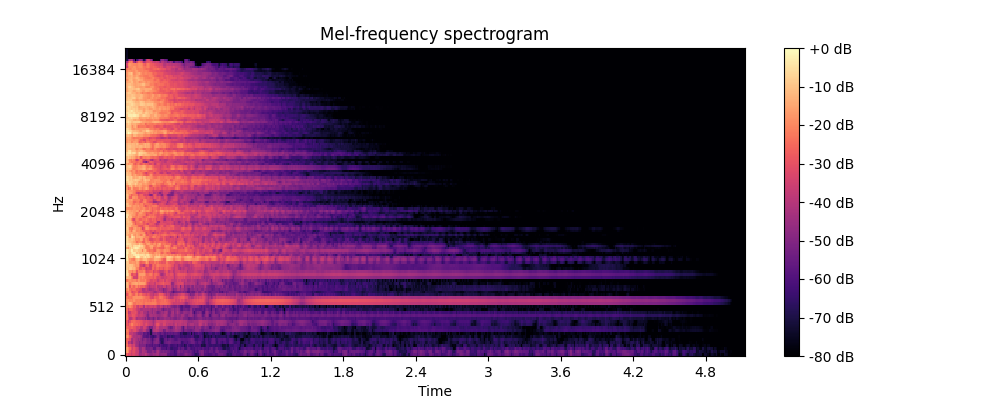 Mel-frequency spectrogram
Hz
16384
8192
4096
2048
1024
512
0
0 0.6 1.2 1.8 2.4 3 3.6 4.2 4.8
Time
+0 dB
-10 dB
-20 dB
-30 dB
-40 dB
-50 dB
-60 dB
-70 dB
-80 dB